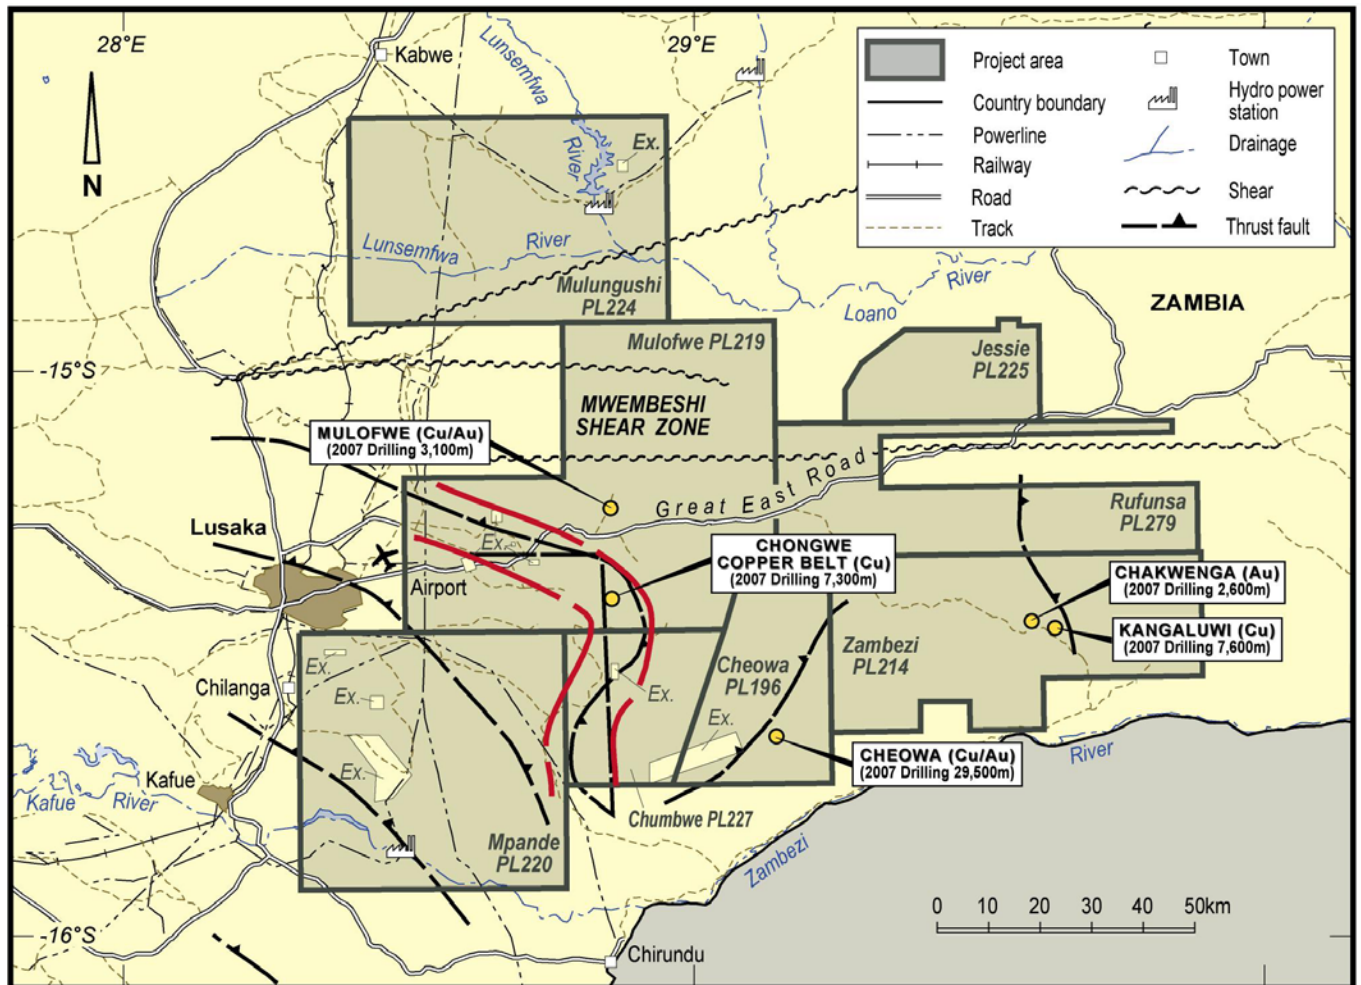 28°E
29°E
Kabwe
Lunsemfwa
River
Ex.
Project area
Country boundary
Powerline
Railway
Road
Track
Town
Hydro power
station
Drainage
Shear
Thrust fault
N
Lunsemfwa
River
Mulungushi
PL224
River
Loano
ZAMBIA
-15°S
Mulofwe PL219
Jessie
PL225
MWEMBESHI
SHEAR ZONE
MULOFWE (Cu/Au)
(2007 Drilling 3,100m)
Great East Road
Rufunsa
PL279
Lusaka
Ex.
Airport
CHONGWE
COPPER BELT (Cu)
(2007 Drilling 7,300m)
CHAKWENGA (Au)
(2007 Drilling 2,600m)
KANGALUWI (Cu)
(2007 Drilling 7,600m)
Zambezi
PL214
Cheowa
PL196
Chilanga
Ex.
Ex.
Ex.
Ex.
Ex.
CHEOWA (Cu/Au)
(2007 Drilling 29,500m)
River
Kafue
Kafue River
Chumbwe PL227
Mpande
PL220
Zambezi
0 10 20 30 40 50km
-16°S
Chirundu